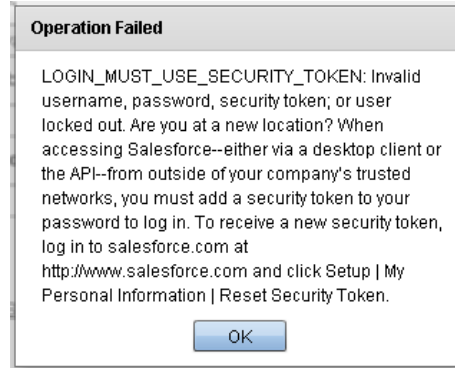 Operation Failed
LOGIN_MUST_USE_SECURITY_TOKEN: Invalid
username, password, security token; or user
locked out. Are you at a new location? When
accessing Salesforce--either via a desktop client or
the API--from outside of your company's trusted
networks, you must add a security token to your
password to log in. To receive a new security token,
log in to salesforce.com at
http://www.salesforce.com and click Setup | My
Personal Information | Reset Security Token.
OK